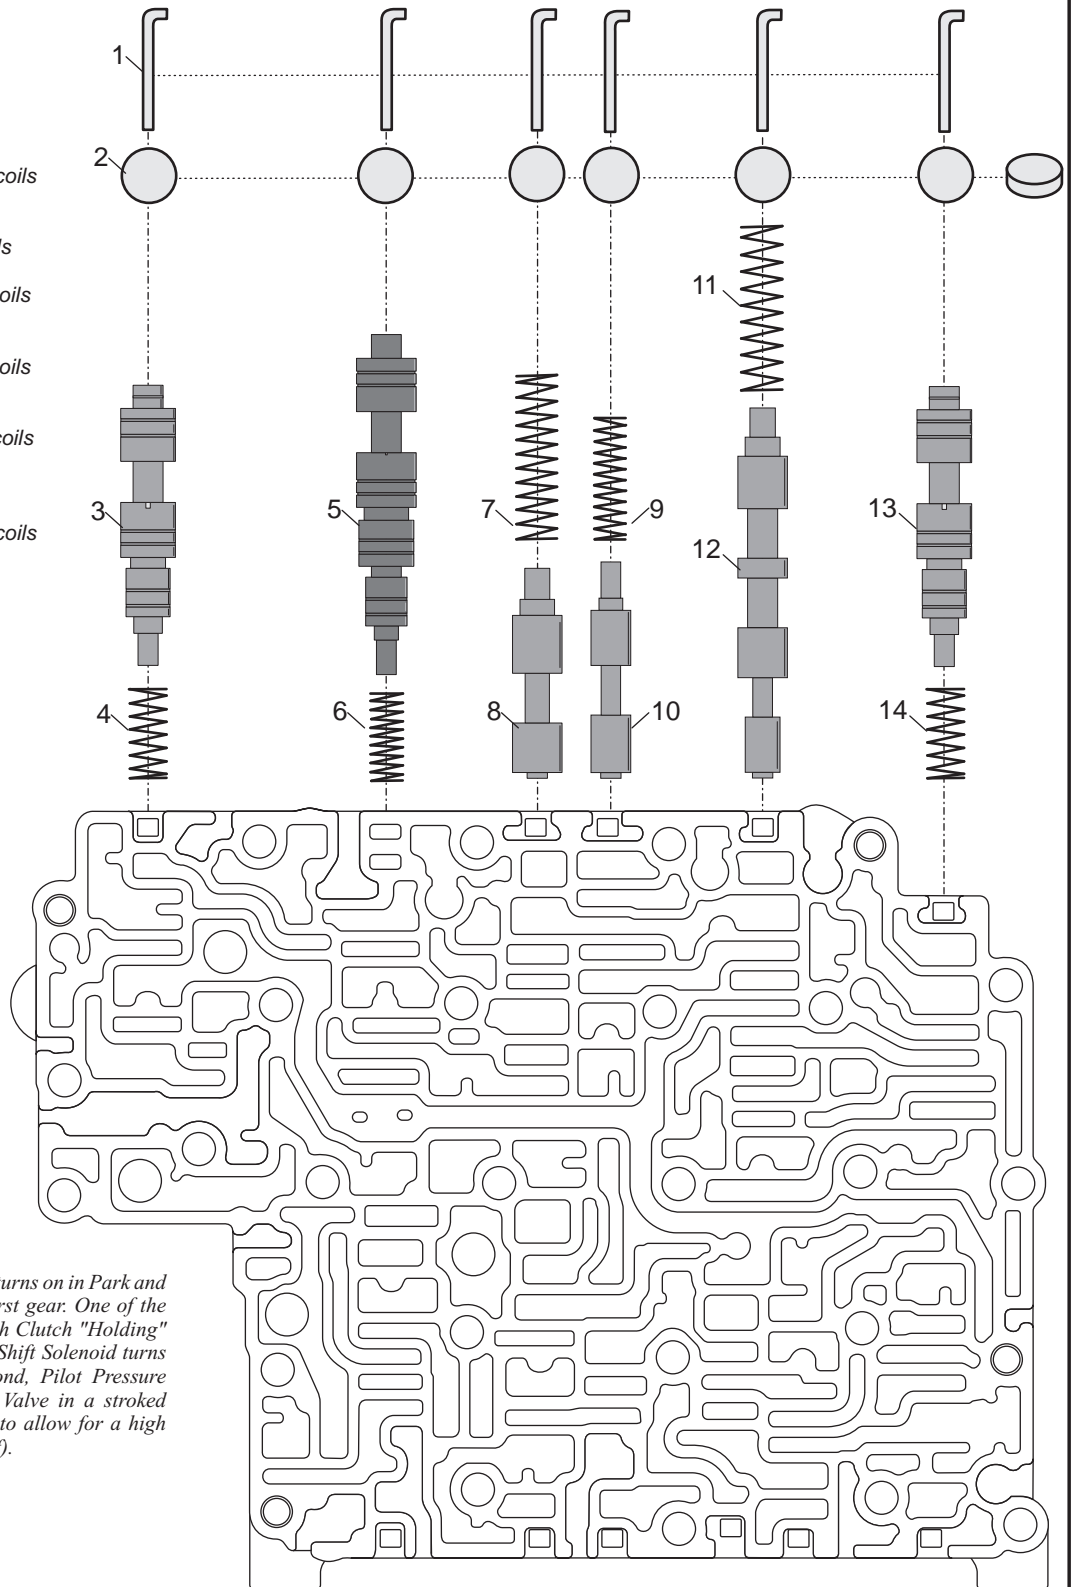 1
2
coils
ls
oils
oils
coils
coils
11
3
5
7
9
13
12
4
6
8
10
14
turns on in Park and
rst gear. One of the
h Clutch "Holding"
Shift Solenoid turns
ond, Pilot Pressure
Valve in a stroked
to allow for a high
f).